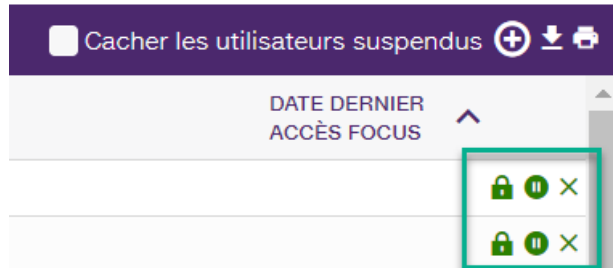 Cacher les utilisateurs suspendus
DATE DERNIER
ACCÈS FOCUS